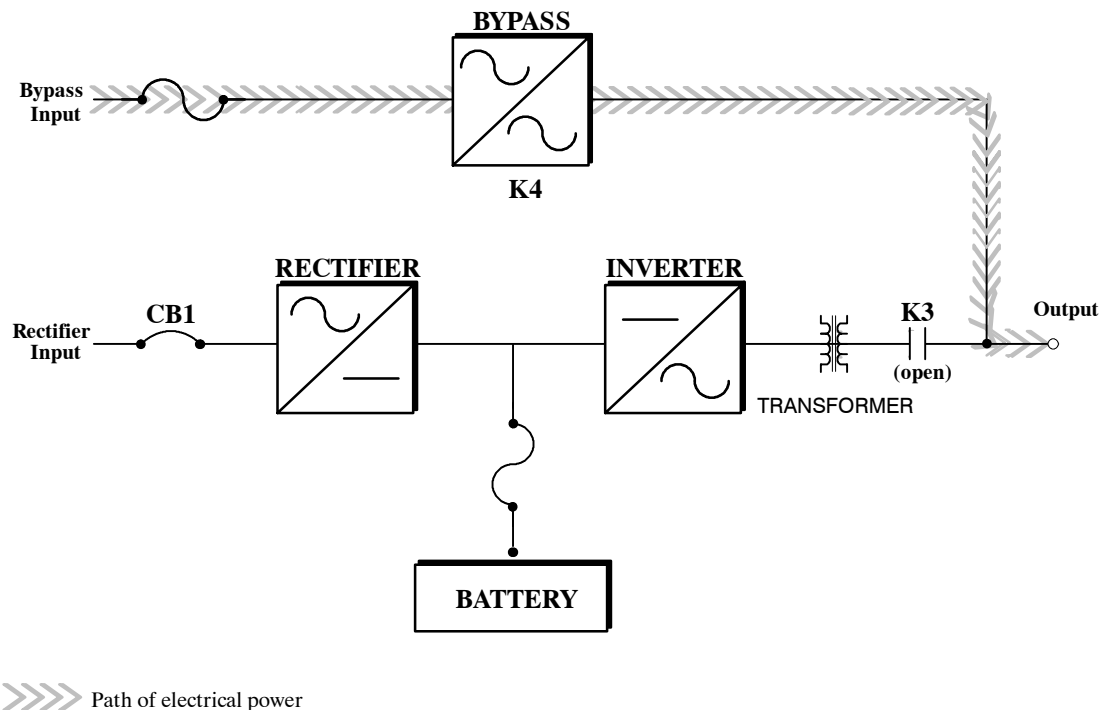 BYPASS
Bypass
Input
K4
RECTIFIER
INVERTER
Rectifier
Input
CB1
K3
(open)
Output
TRANSFORMER
BATTERY
Path of electrical power